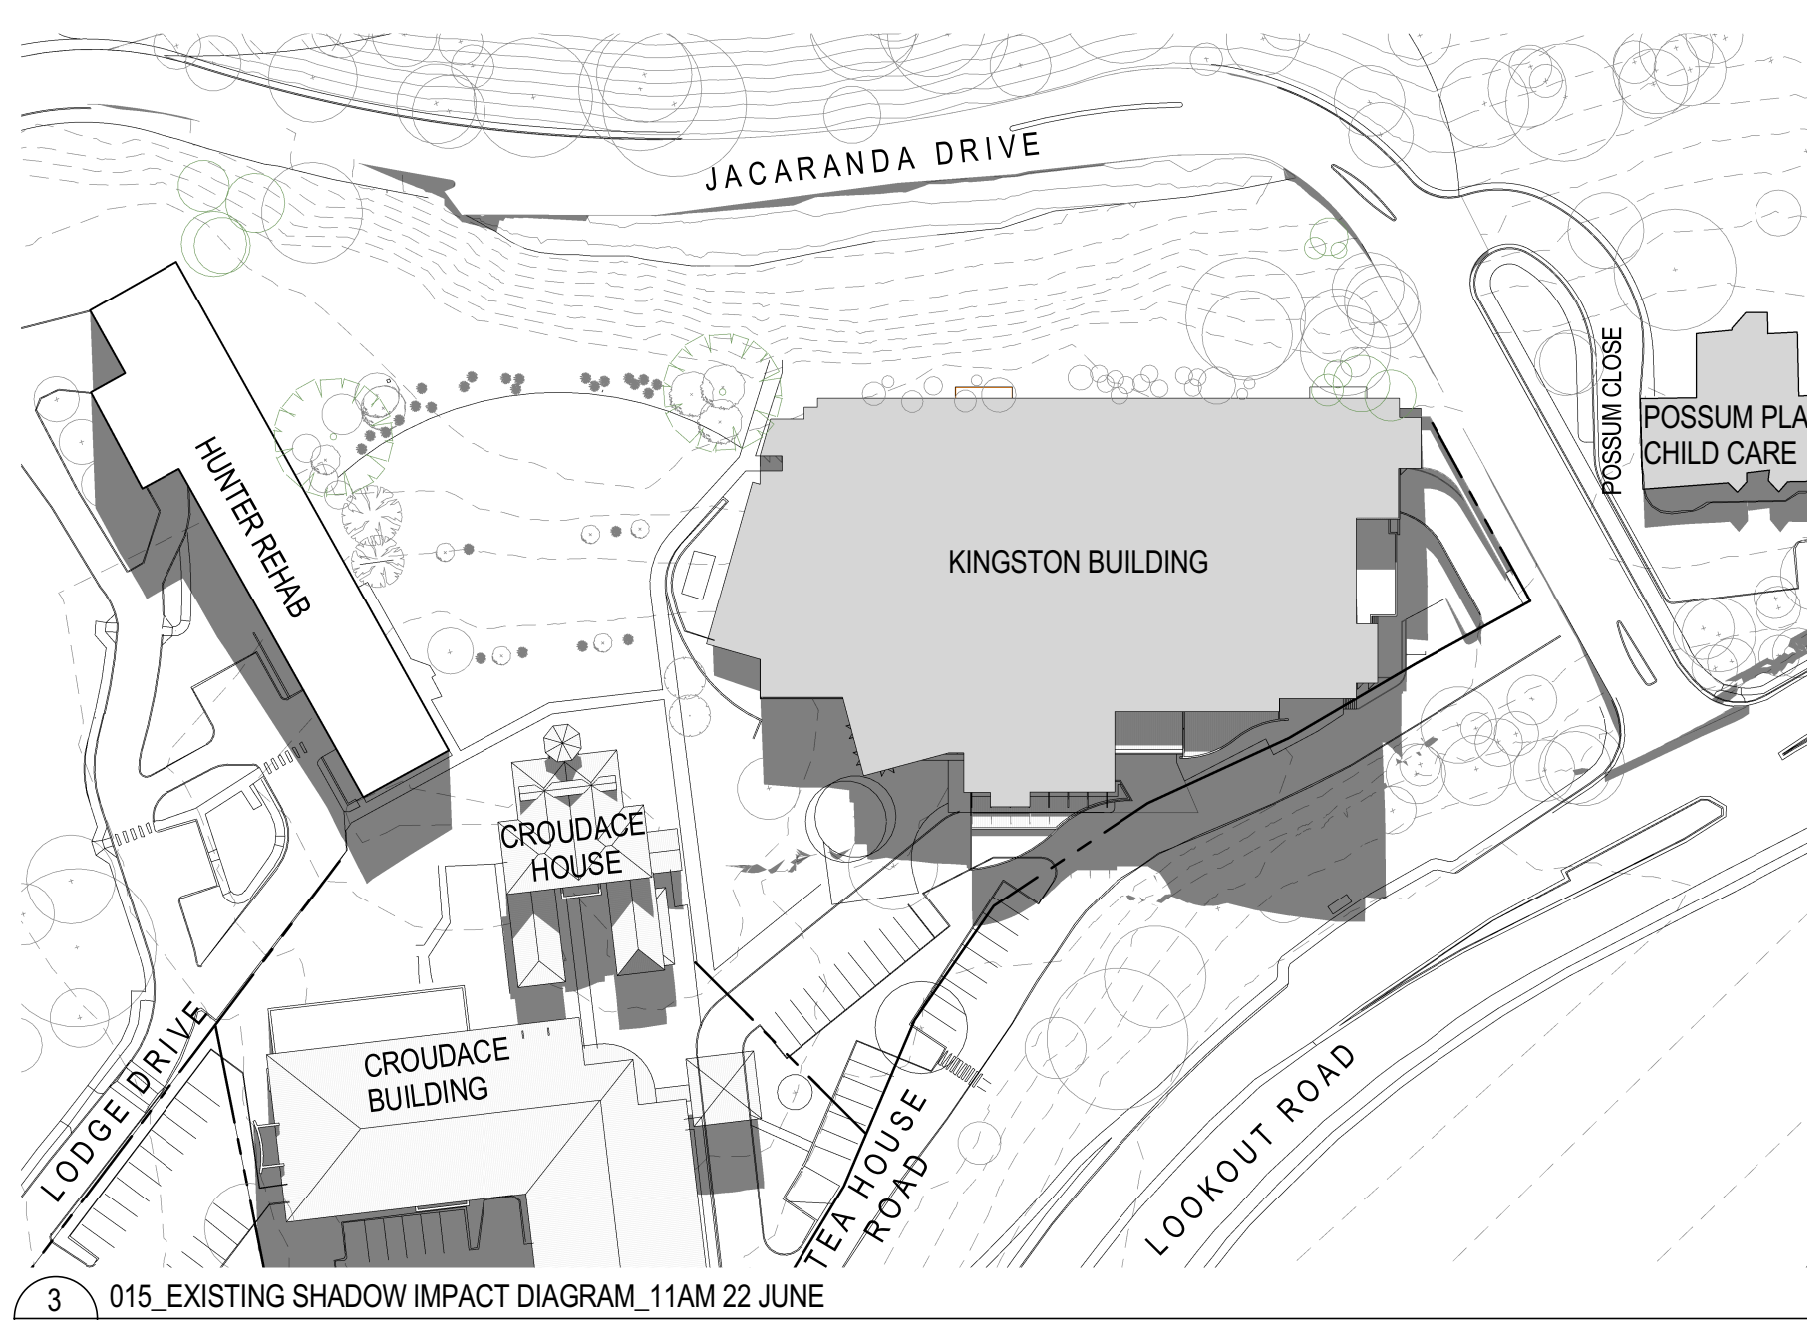 JACARANDA DRIVE
HUNTER REHAB
POSSUM CLOSE
POSSUM PLA
CHILD CARE
KINGSTON BUILDING
CROUDACE
HOUSE
CROUDACE
BUILDING
LODGE DRIVE
TEA HOUSE
ROAD
LOOKOUT ROAD
3
015_EXISTING SHADOW IMPACT DIAGRAM_11AM 22 JUNE